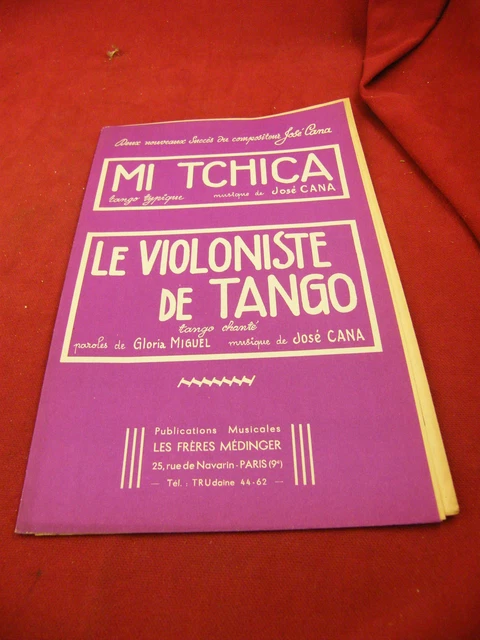 Deux nouveaux Succès du compositeur José Cana
MI TCHICA
tango typique musique de José CANA
LE VIOLONISTE
DE TANGO
tango chanté
paroles de Gloria MIGUEL musique de José CANA
Publications Musicales
LES FRÈRES MÉDINGER
25, rue de Navarin - PARIS (9e)
— Tél. : TRUdaine 44-62 —